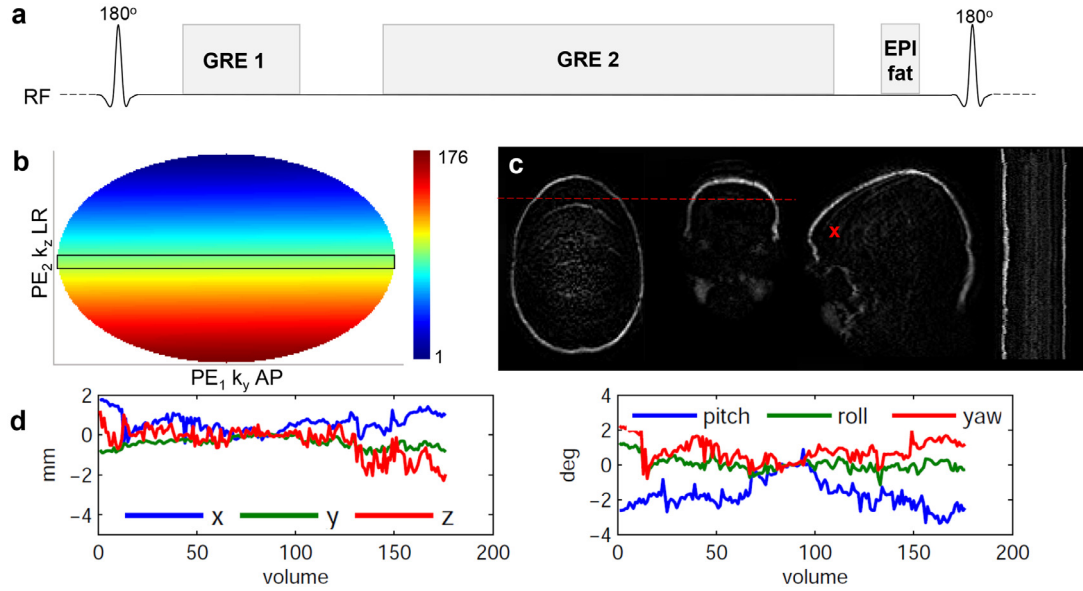 a
180º
180º
GRE 1
GRE 2
EPI
fat
RF
b
176
1
PE2 kz LR
PE1 ky AP
c
x
d
2
0
−2
−4
mm
x
y
z
0
50
100
150
200
volume
4
2
0
−2
−4
deg
pitch
roll
yaw
0
50
100
150
200
volume